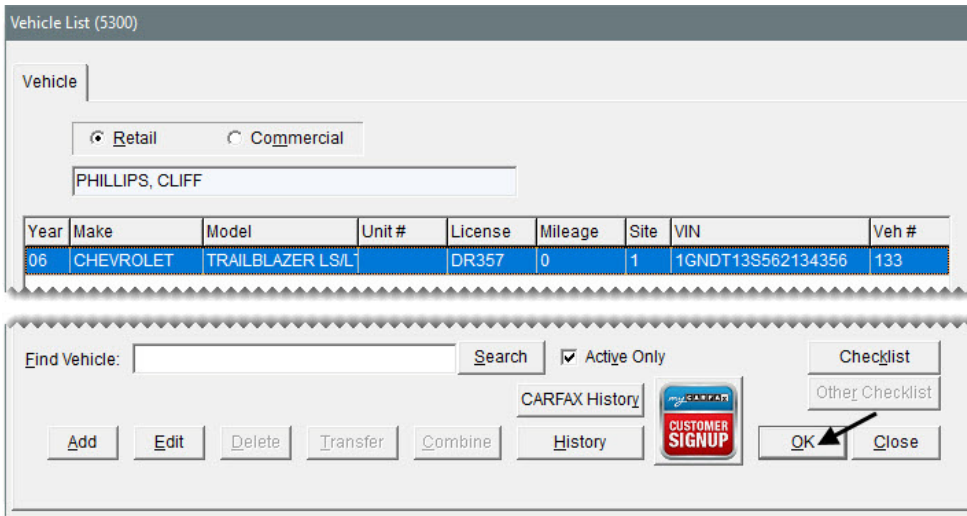 Vehicle List (5300)
Vehicle
Retail Commercial
PHILLIPS, CLIFF
Year Make Model Unit # License Mileage Site VIN Veh #
06 CHEVROLET TRAILBLAZER LS/LT DR357 0 1 1GNDT13S562134356 133
Find Vehicle: Search Active Only Checklist
CARFAX History myCARFAX Other Checklist
Add Edit Delete Transfer Combine History CUSTOMER SIGNUP OK Close